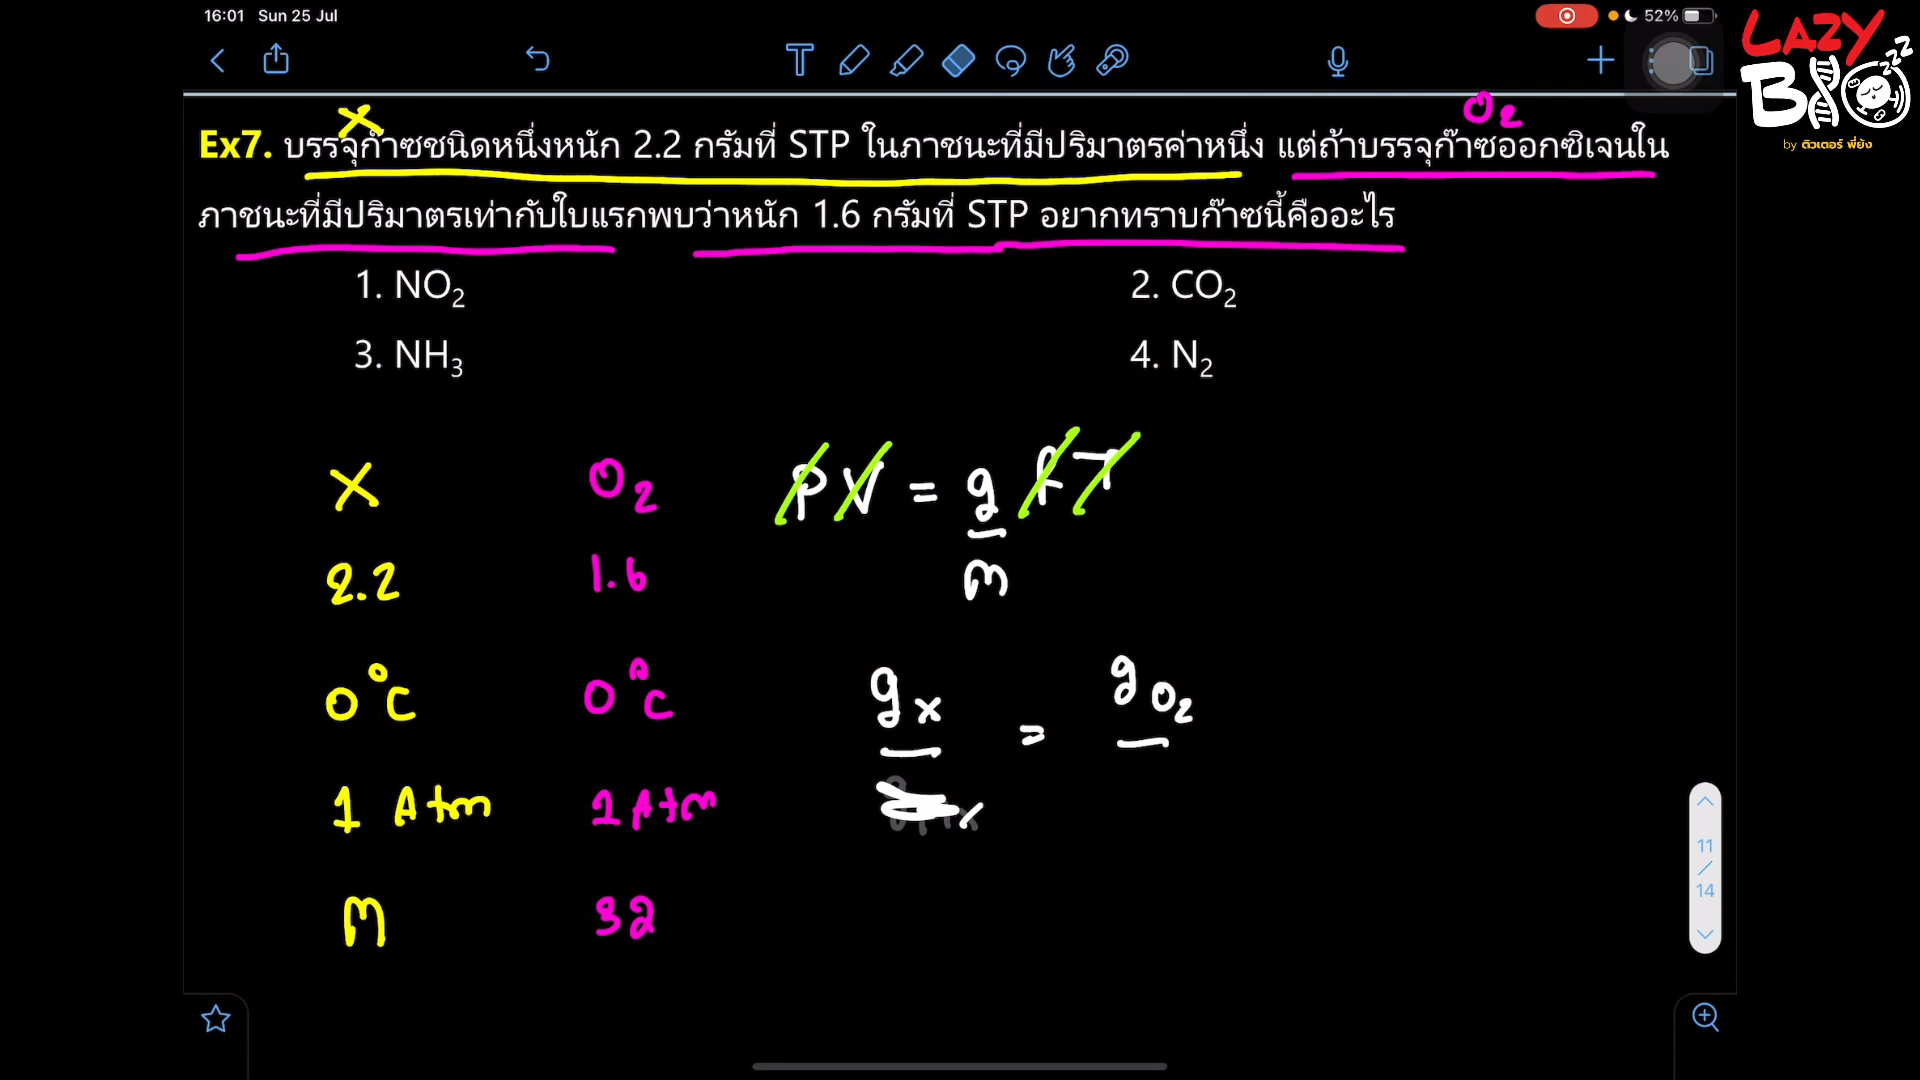 16:01 Sun 25 Jul
52%
LAZY
BIO
zzz
by ติวเตอร์ พี่ยัง
X
O2
Ex7. บรรจุก๊าซชนิดหนึ่งหนัก 2.2 กรัมที่ STP ในภาชนะที่มีปริมาตรค่าหนึ่ง แต่ถ้าบรรจุก๊าซออกซิเจนใน
ภาชนะที่มีปริมาตรเท่ากับใบแรกพบว่าหนัก 1.6 กรัมที่ STP อยากทราบก๊าซนี้คืออะไร
1. NO2 2. CO2
3. NH3 4. N2
X O2 PV = g RT
2.2 1.6 m
0°C 0°C gx = gO2
1 Atm 1 Atm
M 32
11
/
14